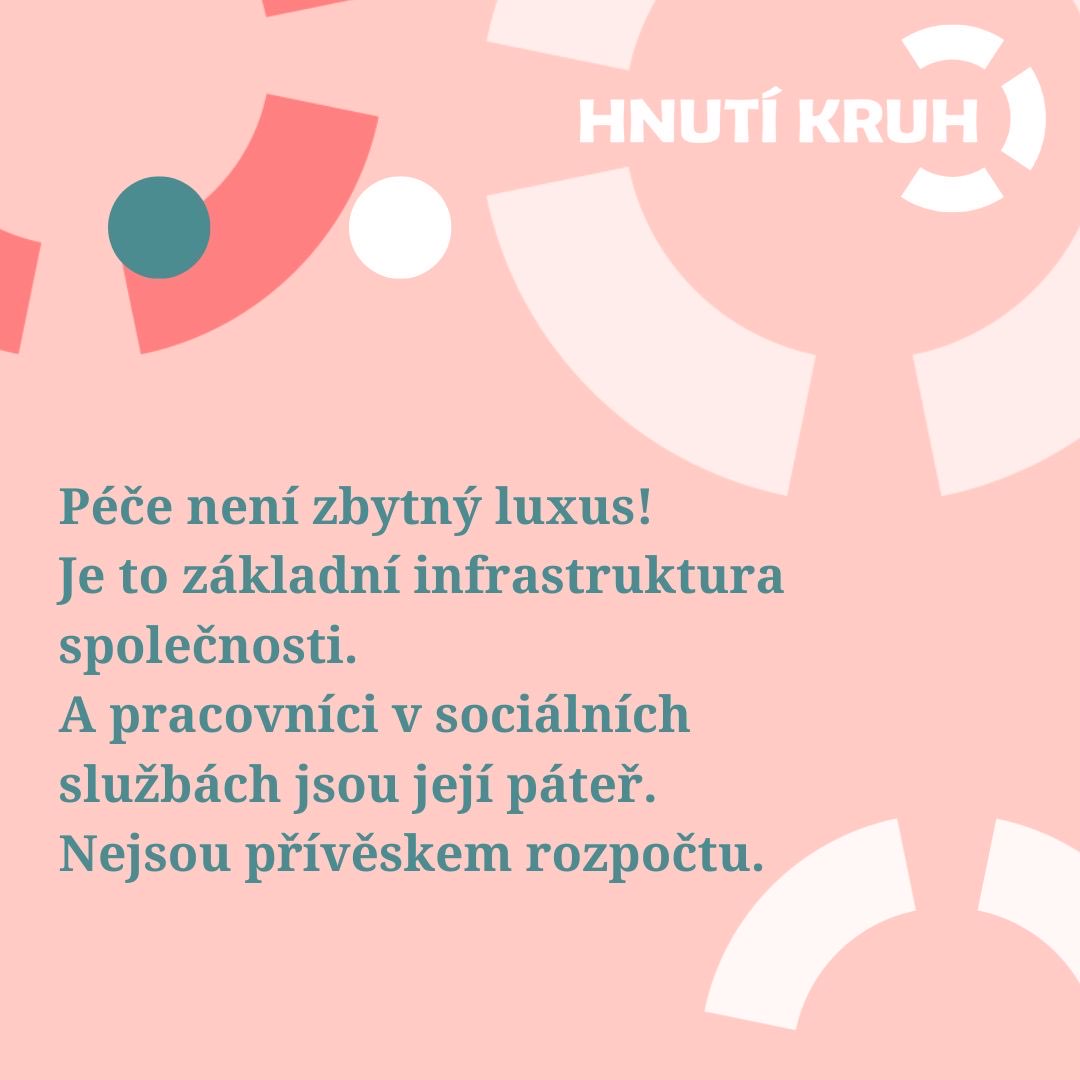 HNUTÍ KRUH
Péče není zbytný luxus!
Je to základní infrastruktura
společnosti.
A pracovníci v sociálních
službách jsou její páteř.
Nejsou přívěskem rozpočtu.